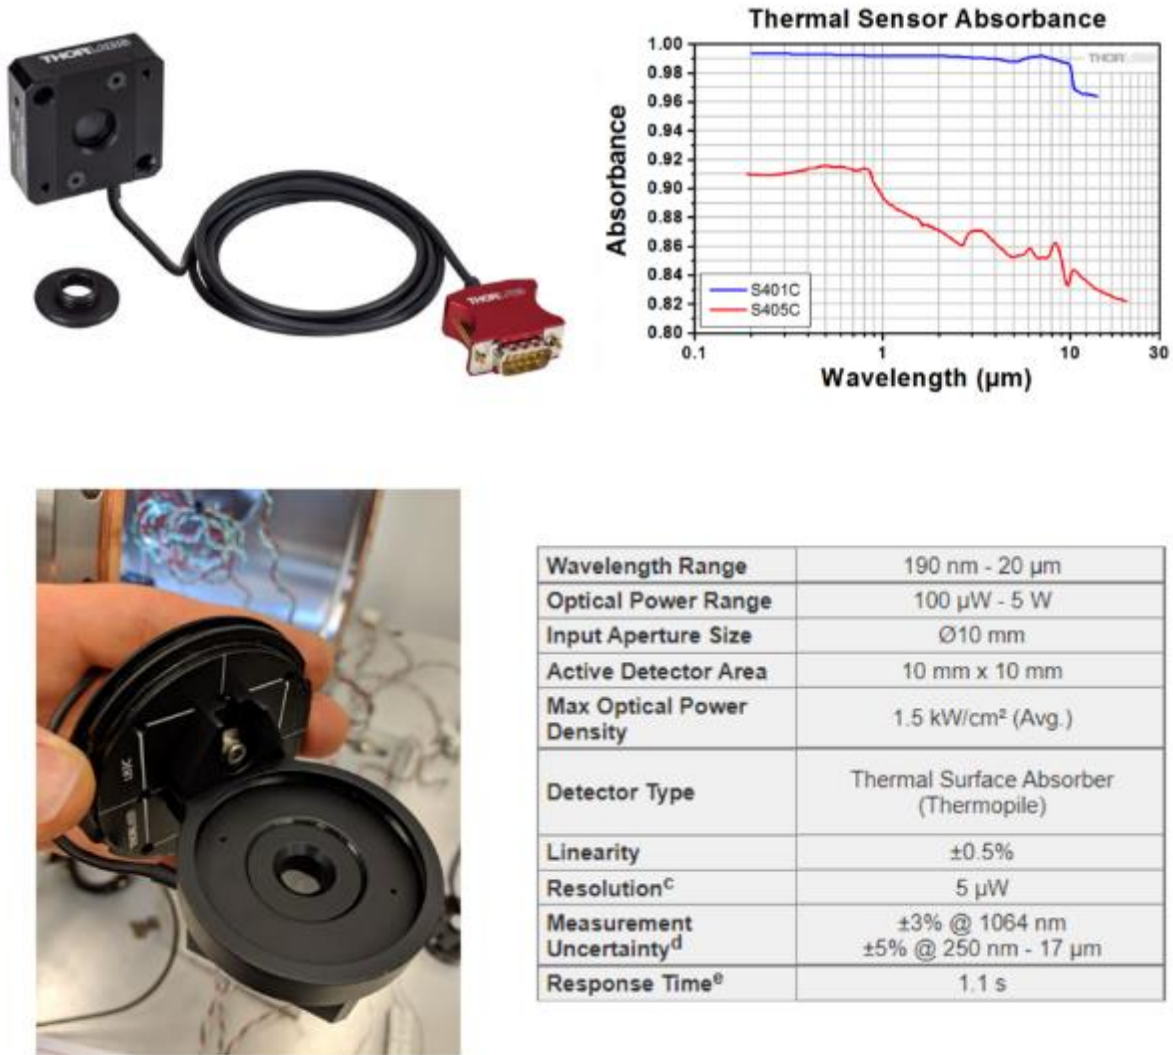 THORLABS
THORLABS
Thermal Sensor Absorbance
1.00
0.98
0.96
0.94
0.92
0.90
0.88
0.86
0.84
0.82
0.80
Absorbance
THORLABS
S401C
S405C
0.1
1
10
30
Wavelength (µm)
THORLABS
Wavelength Range 190 nm - 20 µm
Optical Power Range 100 µW - 5 W
Input Aperture Size Ø10 mm
Active Detector Area 10 mm x 10 mm
Max Optical Power
Density 1.5 kW/cm² (Avg.)
Detector Type Thermal Surface Absorber
(Thermopile)
Linearity ±0.5%
Resolutionᶜ 5 µW
Measurement
Uncertaintyᵈ ±3% @ 1064 nm
±5% @ 250 nm - 17 µm
Response Timeᵉ 1.1 s